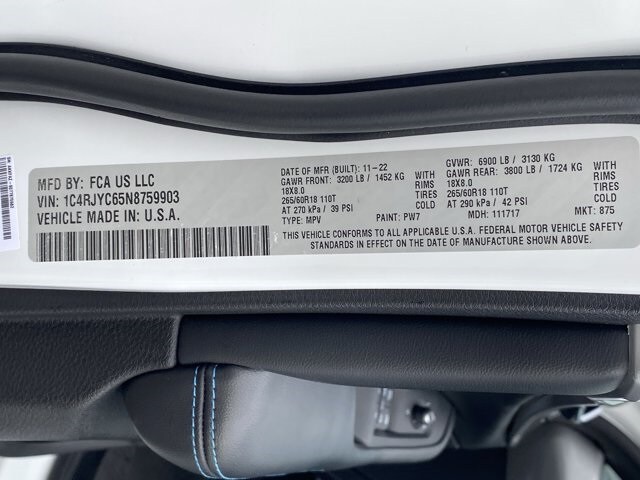 MFD BY: FCA US LLC
VIN: 1C4RJYC65N8759903
VEHICLE MADE IN: U.S.A.
DATE OF MFR (BUILT): 11-22
GAWR FRONT: 3200 LB / 1452 KG
18X8.0 WITH RIMS
265/60R18 110T TIRES
AT 270 kPa / 39 PSI
TYPE: MPV PAINT: PW7
GVWR: 6900 LB / 3130 KG
GAWR REAR: 3800 LB / 1724 KG
18X8.0 WITH RIMS
265/60R18 110T TIRES
AT 290 kPa / 42 PSI
MDH: 111717
MKT: 875
THIS VEHICLE CONFORMS TO ALL APPLICABLE U.S.A. FEDERAL MOTOR VEHICLE SAFETY
STANDARDS IN EFFECT ON THE DATE OF MANUFACTURE SHOWN ABOVE.